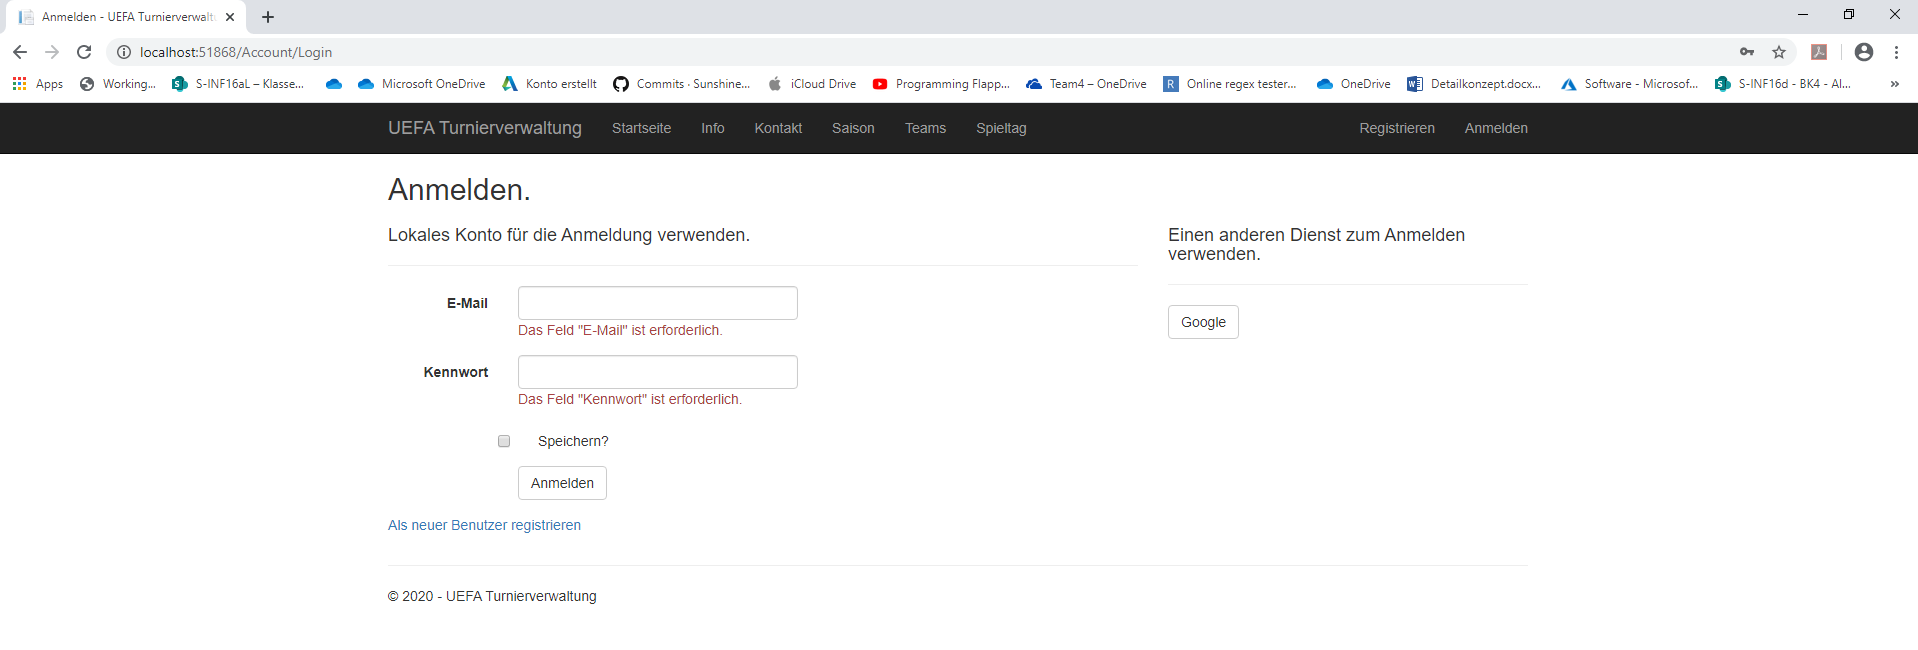 Anmelden - UEFA Turnierverwaltu
localhost:51868/Account/Login
Apps Working... S-INF16aL – Klasse... Microsoft OneDrive Konto erstellt Commits · Sunshine... iCloud Drive Programming Flapp... Team4 – OneDrive R Online regex tester... OneDrive Detailkonzept.docx... Software - Microsof... S-INF16d - BK4 - Al... »
UEFA Turnierverwaltung Startseite Info Kontakt Saison Teams Spieltag Registrieren Anmelden
Anmelden.
Lokales Konto für die Anmeldung verwenden.
E-Mail
Das Feld "E-Mail" ist erforderlich.
Kennwort
Das Feld "Kennwort" ist erforderlich.
Speichern?
Anmelden
Als neuer Benutzer registrieren
Einen anderen Dienst zum Anmelden
verwenden.
Google
© 2020 - UEFA Turnierverwaltung